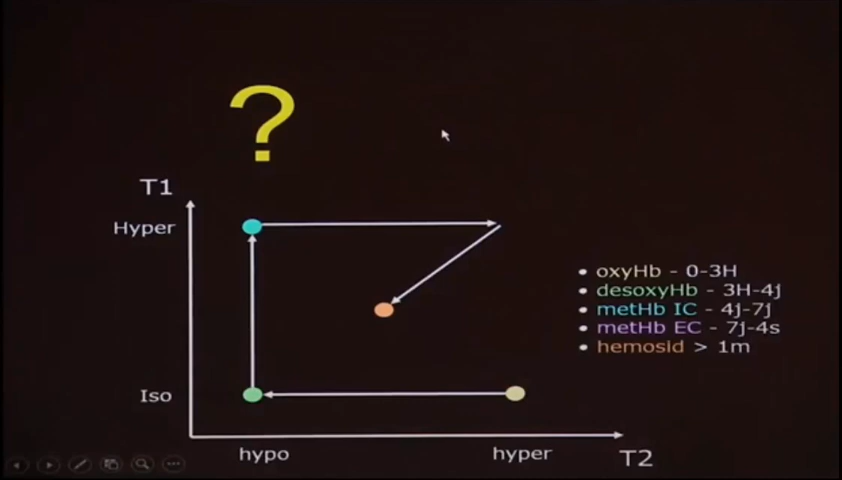 ?
T1
Hyper
Iso
hypo
hyper
T2
• oxyHb - 0-3H
• desoxyHb - 3H-4j
• metHb IC - 4j-7j
• metHb EC - 7j-4s
• hemosid > 1m